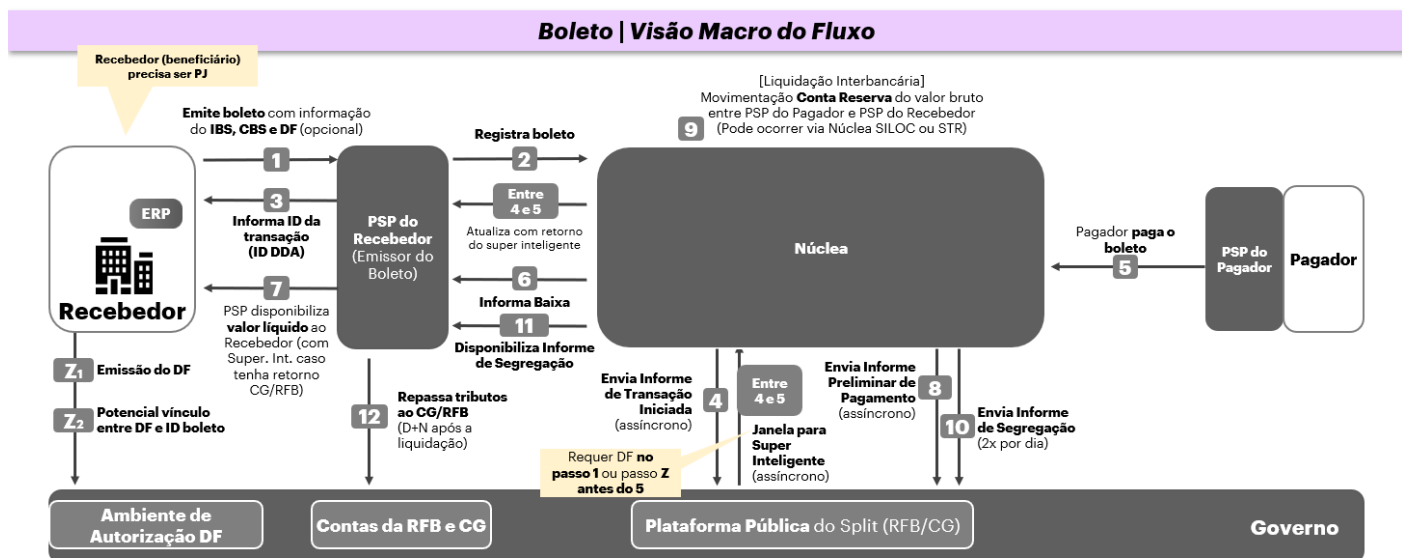 Boleto | Visão Macro do Fluxo
Recebedor (beneficiário)
precisa ser PJ
Emite boleto com informação
do IBS, CBS e DF (opcional)
1
Registra boleto
2
[Liquidação Interbancária]
Movimentação Conta Reserva do valor bruto
entre PSP do Pagador e PSP do Recebedor
(Pode ocorrer via Núclea SILOC ou STR)
9
ERP
Recebedor
3
Informa ID da
transação
(ID DDA)
7
PSP disponibiliza
valor líquido ao
Recebedor (com
Super. Int. caso
tenha retorno
CG/RFB)
PSP do
Recebedor
(Emissor do
Boleto)
Entre
4 e 5
Atualiza com retorno
do super inteligente
6
Informa Baixa
11
Disponibiliza Informe
de Segregação
Núclea
Pagador paga o
boleto
5
PSP do
Pagador
Pagador
Z1
Emissão do DF
Z2
Potencial vínculo
entre DF e ID boleto
12
Repassa tributos
ao CG/RFB
(D+N após a
liquidação)
Envia Informe
de Transação
Iniciada
(assíncrono)
4
Entre
4 e 5
Janela para
Super
Inteligente
(assíncrono)
Requer DF no
passo 1 ou passo Z
antes do 5
Envia Informe
Preliminar de
Pagamento
(assíncrono)
8
10
Envia Informe
de Segregação
(2x por dia)
Ambiente de
Autorização DF
Contas da RFB e CG
Plataforma Pública do Split (RFB/CG)
Governo